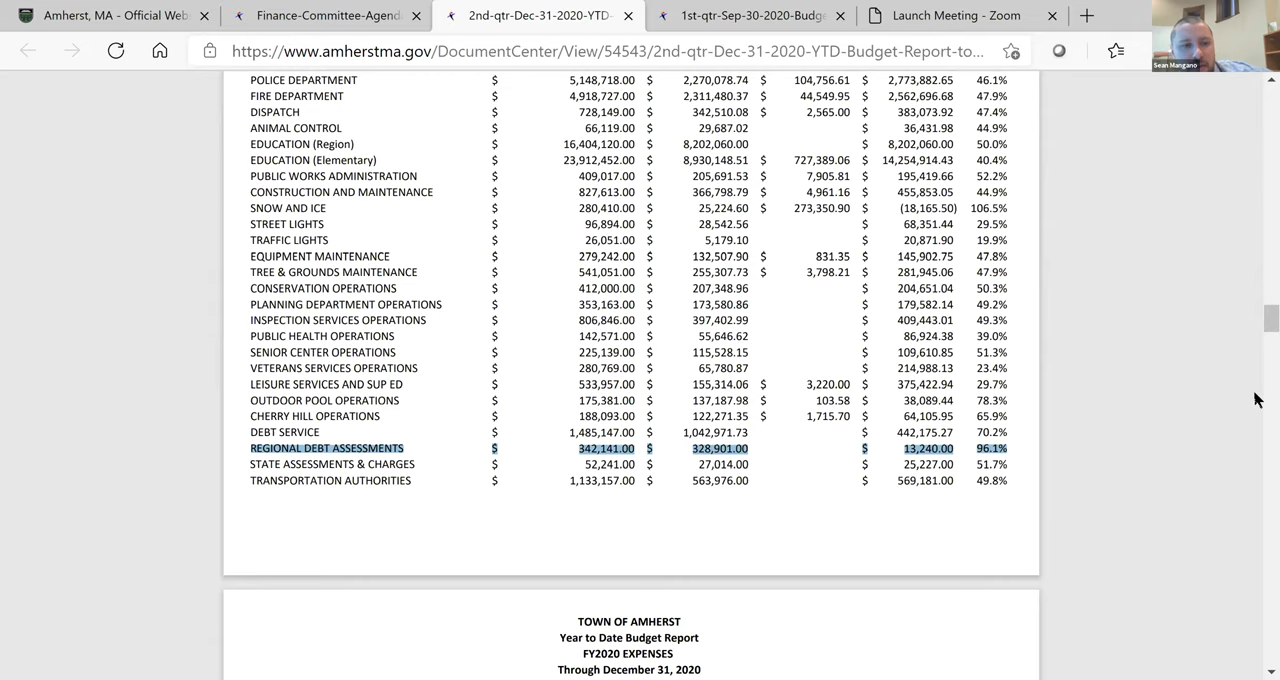 Amherst, MA - Official Web
Finance-Committee-Agend
2nd-qtr-Dec-31-2020-YTD-
1st-qtr-Sep-30-2020-Budg
Launch Meeting - Zoom
https://www.amherstma.gov/DocumentCenter/View/54543/2nd-qtr-Dec-31-2020-YTD-Budget-Report-to...
Sean Mangano
POLICE DEPARTMENT $ 5,148,718.00 $ 2,270,078.74 $ 104,756.61 $ 2,773,882.65 46.1%
FIRE DEPARTMENT $ 4,918,727.00 $ 2,311,480.37 $ 44,549.95 $ 2,562,696.68 47.9%
DISPATCH $ 728,149.00 $ 342,510.08 $ 2,565.00 $ 383,073.92 47.4%
ANIMAL CONTROL $ 66,119.00 $ 29,687.02 $ 36,431.98 44.9%
EDUCATION (Region) $ 16,404,120.00 $ 8,202,060.00 $ 8,202,060.00 50.0%
EDUCATION (Elementary) $ 23,912,452.00 $ 8,930,148.51 $ 727,389.06 $ 14,254,914.43 40.4%
PUBLIC WORKS ADMINISTRATION $ 409,017.00 $ 205,691.53 $ 7,905.81 $ 195,419.66 52.2%
CONSTRUCTION AND MAINTENANCE $ 827,613.00 $ 366,798.79 $ 4,961.16 $ 455,853.05 44.9%
SNOW AND ICE $ 280,410.00 $ 25,224.60 $ 273,350.90 $ (18,165.50) 106.5%
STREET LIGHTS $ 96,894.00 $ 28,542.56 $ 68,351.44 29.5%
TRAFFIC LIGHTS $ 26,051.00 $ 5,179.10 $ 20,871.90 19.9%
EQUIPMENT MAINTENANCE $ 279,242.00 $ 132,507.90 $ 831.35 $ 145,902.75 47.8%
TREE & GROUNDS MAINTENANCE $ 541,051.00 $ 255,307.73 $ 3,798.21 $ 281,945.06 47.9%
CONSERVATION OPERATIONS $ 412,000.00 $ 207,348.96 $ 204,651.04 50.3%
PLANNING DEPARTMENT OPERATIONS $ 353,163.00 $ 173,580.86 $ 179,582.14 49.2%
INSPECTION SERVICES OPERATIONS $ 806,846.00 $ 397,402.99 $ 409,443.01 49.3%
PUBLIC HEALTH OPERATIONS $ 142,571.00 $ 55,646.62 $ 86,924.38 39.0%
SENIOR CENTER OPERATIONS $ 225,139.00 $ 115,528.15 $ 109,610.85 51.3%
VETERANS SERVICES OPERATIONS $ 280,769.00 $ 65,780.87 $ 214,988.13 23.4%
LEISURE SERVICES AND SUP ED $ 533,957.00 $ 155,314.06 $ 3,220.00 $ 375,422.94 29.7%
OUTDOOR POOL OPERATIONS $ 175,381.00 $ 137,187.98 $ 103.58 $ 38,089.44 78.3%
CHERRY HILL OPERATIONS $ 188,093.00 $ 122,271.35 $ 1,715.70 $ 64,105.95 65.9%
DEBT SERVICE $ 1,485,147.00 $ 1,042,971.73 $ 442,175.27 70.2%
REGIONAL DEBT ASSESSMENTS $ 342,141.00 $ 328,901.00 $ 13,240.00 96.1%
STATE ASSESSMENTS & CHARGES $ 52,241.00 $ 27,014.00 $ 25,227.00 51.7%
TRANSPORTATION AUTHORITIES $ 1,133,157.00 $ 563,976.00 $ 569,181.00 49.8%
TOWN OF AMHERST
Year to Date Budget Report
FY2020 EXPENSES
Through December 31, 2020